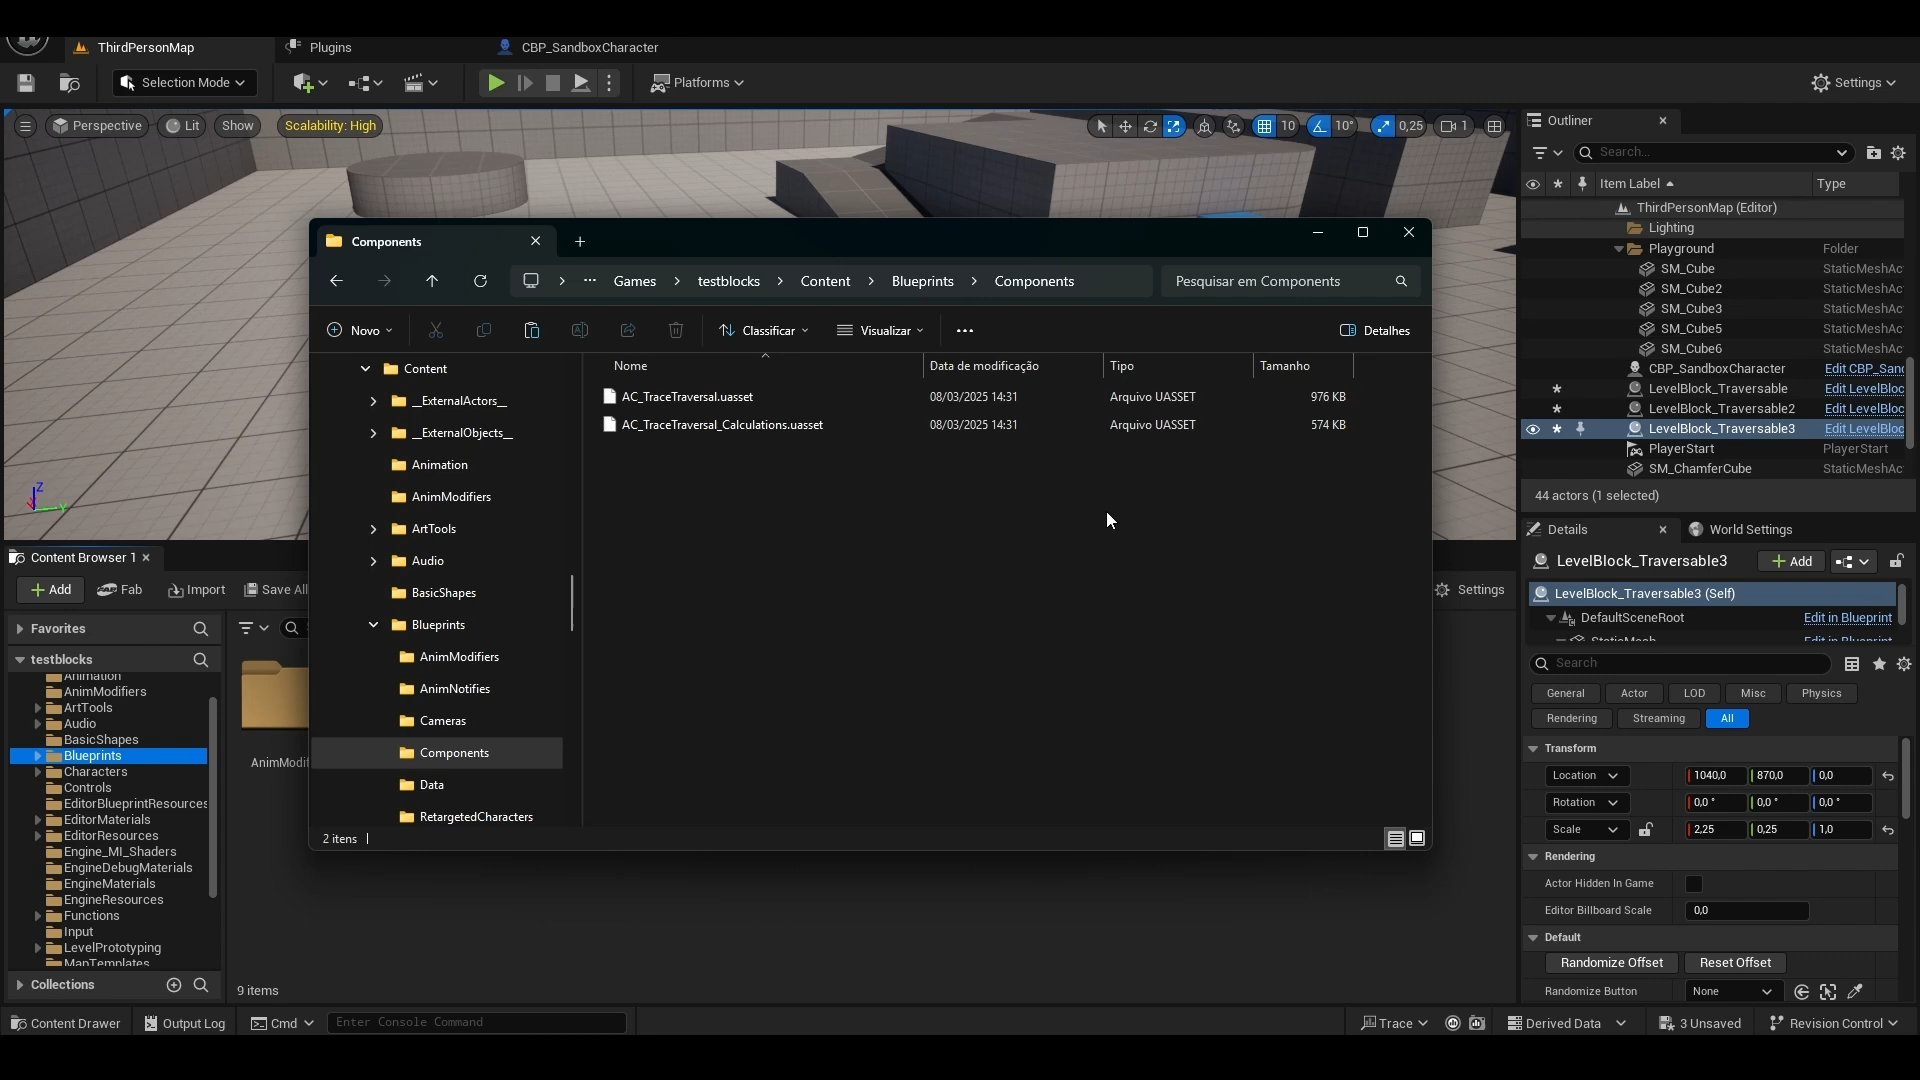 ThirdPersonMap
Plugins
CBP_SandboxCharacter
Selection Mode
Platforms
Settings
Perspective
Lit
Show
Scalability: High
10
10°
0,25
1
Outliner
Search...
Item Label
Type
ThirdPersonMap (Editor)
Lighting
Playground
Folder
SM_Cube
StaticMeshAc
SM_Cube2
StaticMeshAc
SM_Cube3
StaticMeshAc
SM_Cube5
StaticMeshAc
SM_Cube6
StaticMeshAc
CBP_SandboxCharacter
Edit CBP_Sand
LevelBlock_Traversable
Edit LevelBloc
LevelBlock_Traversable2
Edit LevelBloc
LevelBlock_Traversable3
Edit LevelBloc
PlayerStart
PlayerStart
SM_ChamferCube
StaticMeshAc
44 actors (1 selected)
Components
Games
testblocks
Content
Blueprints
Components
Pesquisar em Components
Novo
Classificar
Visualizar
Detalhes
Content
__ExternalActors__
__ExternalObjects__
Animation
AnimModifiers
ArtTools
Audio
BasicShapes
Blueprints
AnimModifiers
AnimNotifies
Cameras
Components
Data
RetargetedCharacters
Nome
Data de modificação
Tipo
Tamanho
AC_TraceTraversal.uasset
08/03/2025 14:31
Arquivo UASSET
976 KB
AC_TraceTraversal_Calculations.uasset
08/03/2025 14:31
Arquivo UASSET
574 KB
2 itens
Details
World Settings
LevelBlock_Traversable3
Add
LevelBlock_Traversable3 (Self)
DefaultSceneRoot
Edit in Blueprint
StaticMesh
Edit in Blueprint
Search
General
Actor
LOD
Misc
Physics
Rendering
Streaming
All
Transform
Location
1040,0
870,0
0,0
Rotation
0,0 °
0,0 °
0,0 °
Scale
2,25
0,25
1,0
Rendering
Actor Hidden In Game
Editor Billboard Scale
0,0
Default
Randomize Offset
Reset Offset
Randomize Button
None
Content Browser 1
Add
Fab
Import
Save All
Settings
Favorites
testblocks
Animation
AnimModifiers
ArtTools
Audio
BasicShapes
Blueprints
Characters
Controls
EditorBlueprintResources
EditorMaterials
EditorResources
Engine_MI_Shaders
EngineDebugMaterials
EngineMaterials
EngineResources
Functions
Input
LevelPrototyping
MapTemplates
Collections
AnimModif
9 items
Content Drawer
Output Log
Cmd
Enter Console Command
Trace
Derived Data
3 Unsaved
Revision Control